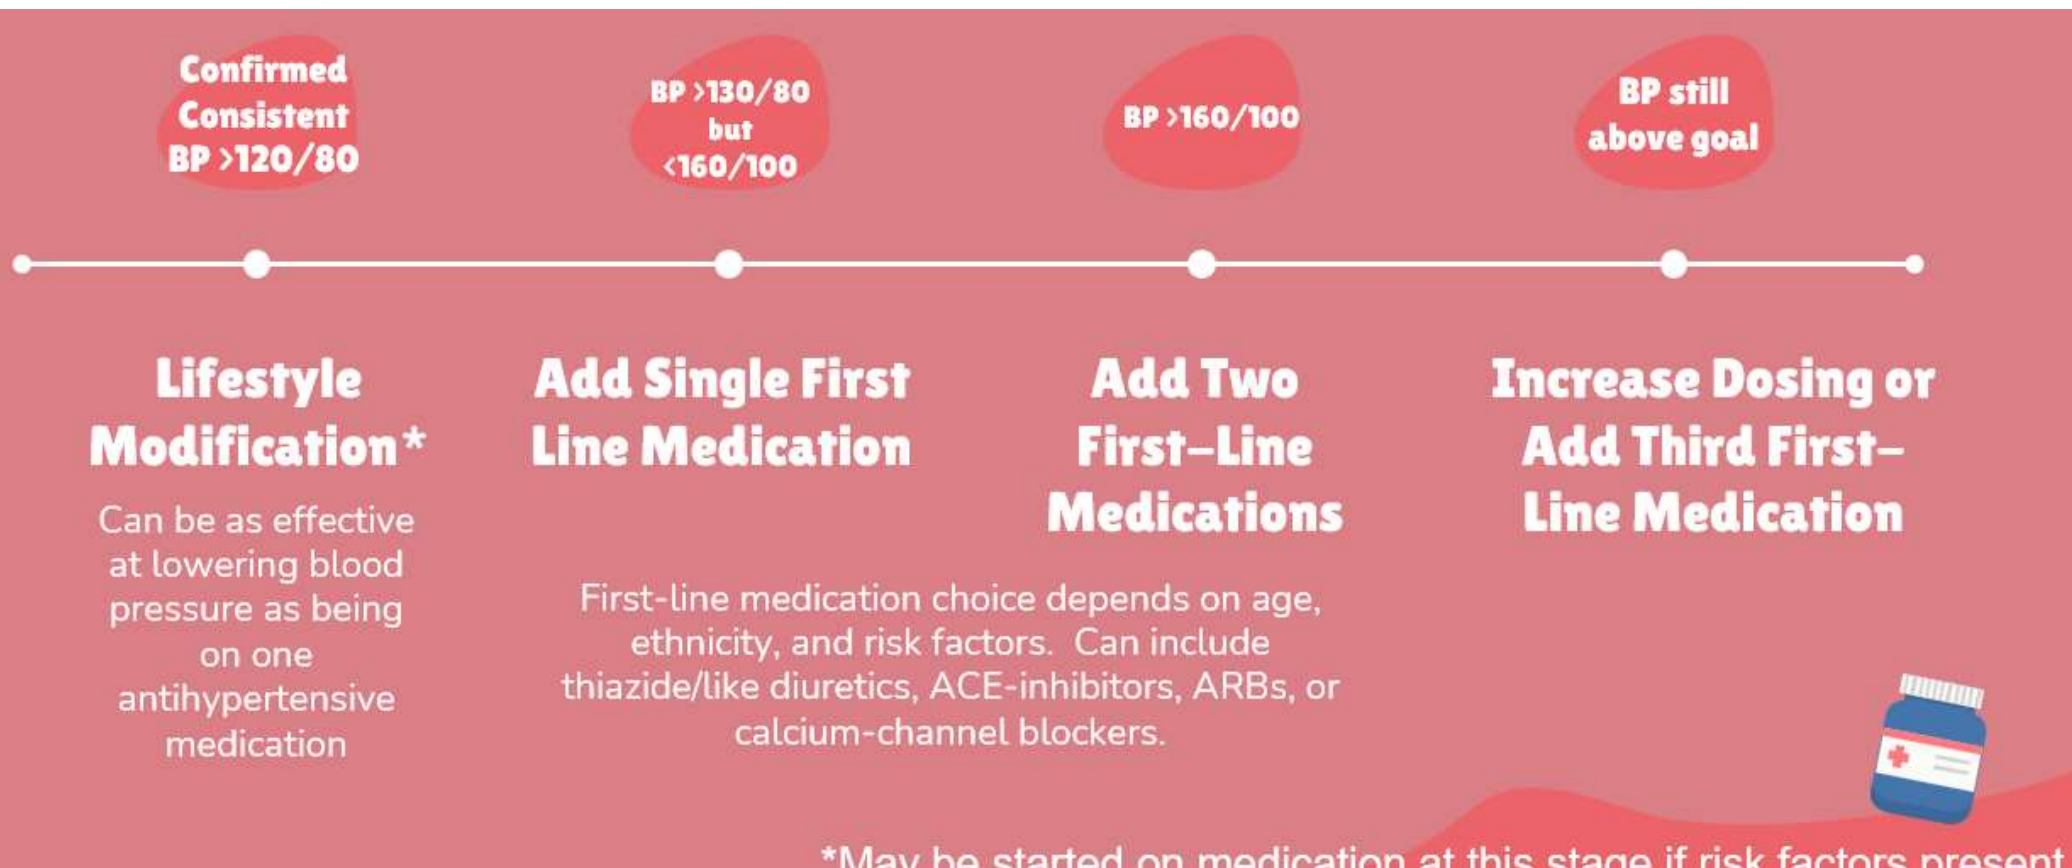 Confirmed
Consistent
BP >120/80
BP >130/80
but
<160/100
BP >160/100
BP still
above goal
Lifestyle
Modification*
Can be as effective
at lowering blood
pressure as being
on one
antihypertensive
medication
Add Single First
Line Medication
Add Two
First-Line
Medications
First-line medication choice depends on age,
ethnicity, and risk factors.  Can include
thiazide/like diuretics, ACE-inhibitors, ARBs, or
calcium-channel blockers.
Increase Dosing or
Add Third First-
Line Medication
*May be started on medication at this stage if risk factors present